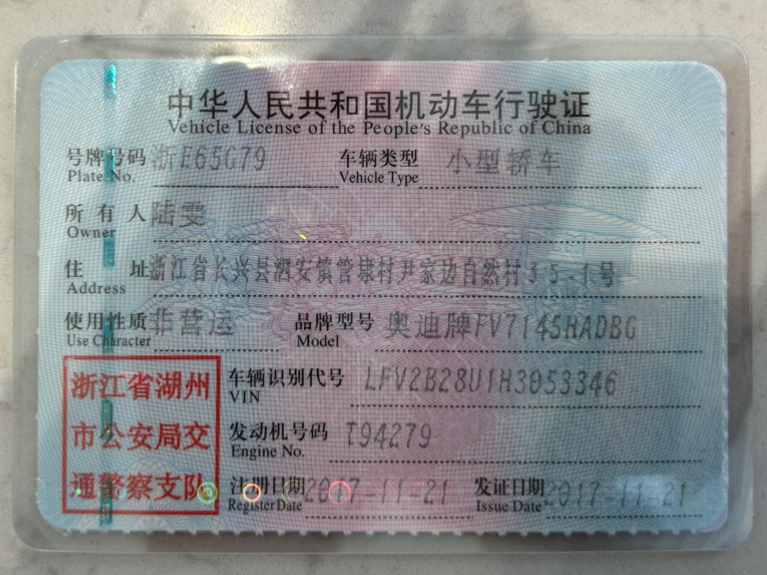 中华人民共和国机动车行驶证
Vehicle License of the People's Republic of China
号牌号码 浙E65G79 车辆类型 小型轿车
Plate No. Vehicle Type
所有人 陆雯
Owner
住址 浙江省长兴县泗安镇管埭村尹家边自然村35-1号
Address
使用性质 非营运 品牌型号 奥迪牌FV7145HADBG
Use Character Model
浙江省湖州
市公安局交
通警察支队
车辆识别代号 LFV2B28U1H3053346
VIN
发动机号码 T94279
Engine No.
注册日期 2017-11-21 发证日期 2017-11-21
Register Date Issue Date